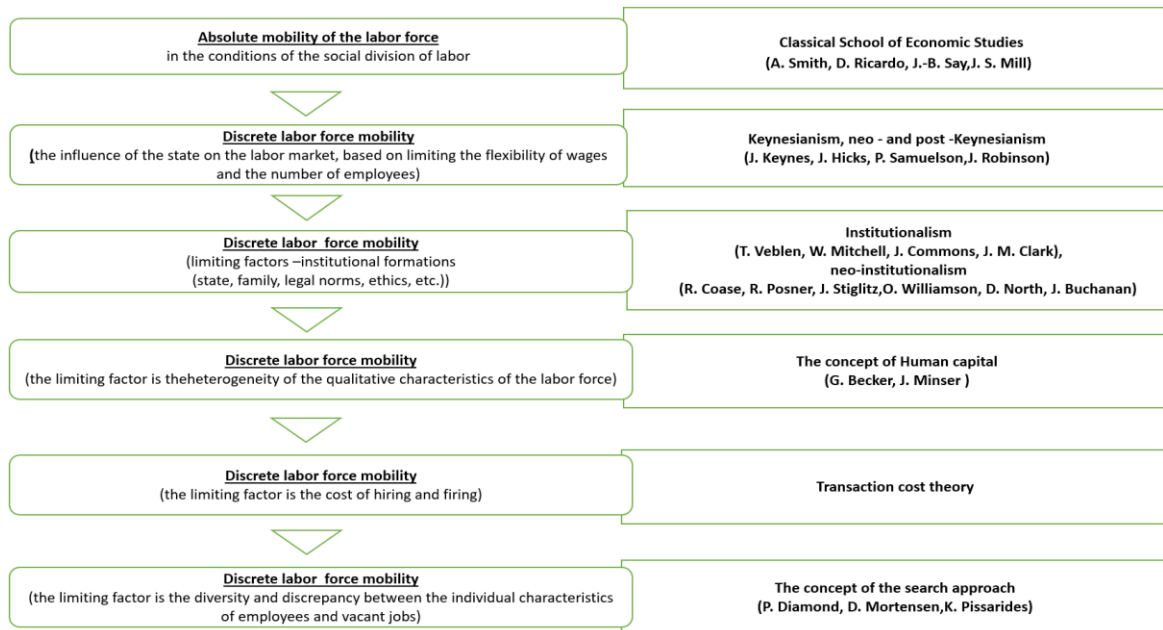 Absolute mobility of the labor force
in the conditions of the social division of labor
Classical School of Economic Studies
(A. Smith, D. Ricardo, J.-B. Say,J. S. Mill)
Discrete labor force mobility
(the influence of the state on the labor market, based on limiting the flexibility of wages
and the number of employees)
Keynesianism, neo - and post -Keynesianism
(J. Keynes, J. Hicks, P. Samuelson,J. Robinson)
Discrete labor  force mobility
(limiting factors –institutional formations
(state, family, legal norms, ethics, etc.))
Institutionalism
(T. Veblen, W. Mitchell, J. Commons, J. M. Clark),
neo-institutionalism
(R. Coase, R. Posner, J. Stiglitz,O. Williamson, D. North, J. Buchanan)
Discrete labor force mobility
(the limiting factor is theheterogeneity of the qualitative characteristics of the labor force)
The concept of Human capital
(G. Becker, J. Minser )
Discrete labor force mobility
(the limiting factor is the cost of hiring and firing)
Transaction cost theory
Discrete labor  force mobility
(the limiting factor is the diversity and discrepancy between the individual characteristics
of employees and vacant jobs)
The concept of the search approach
(P. Diamond, D. Mortensen,K. Pissarides)